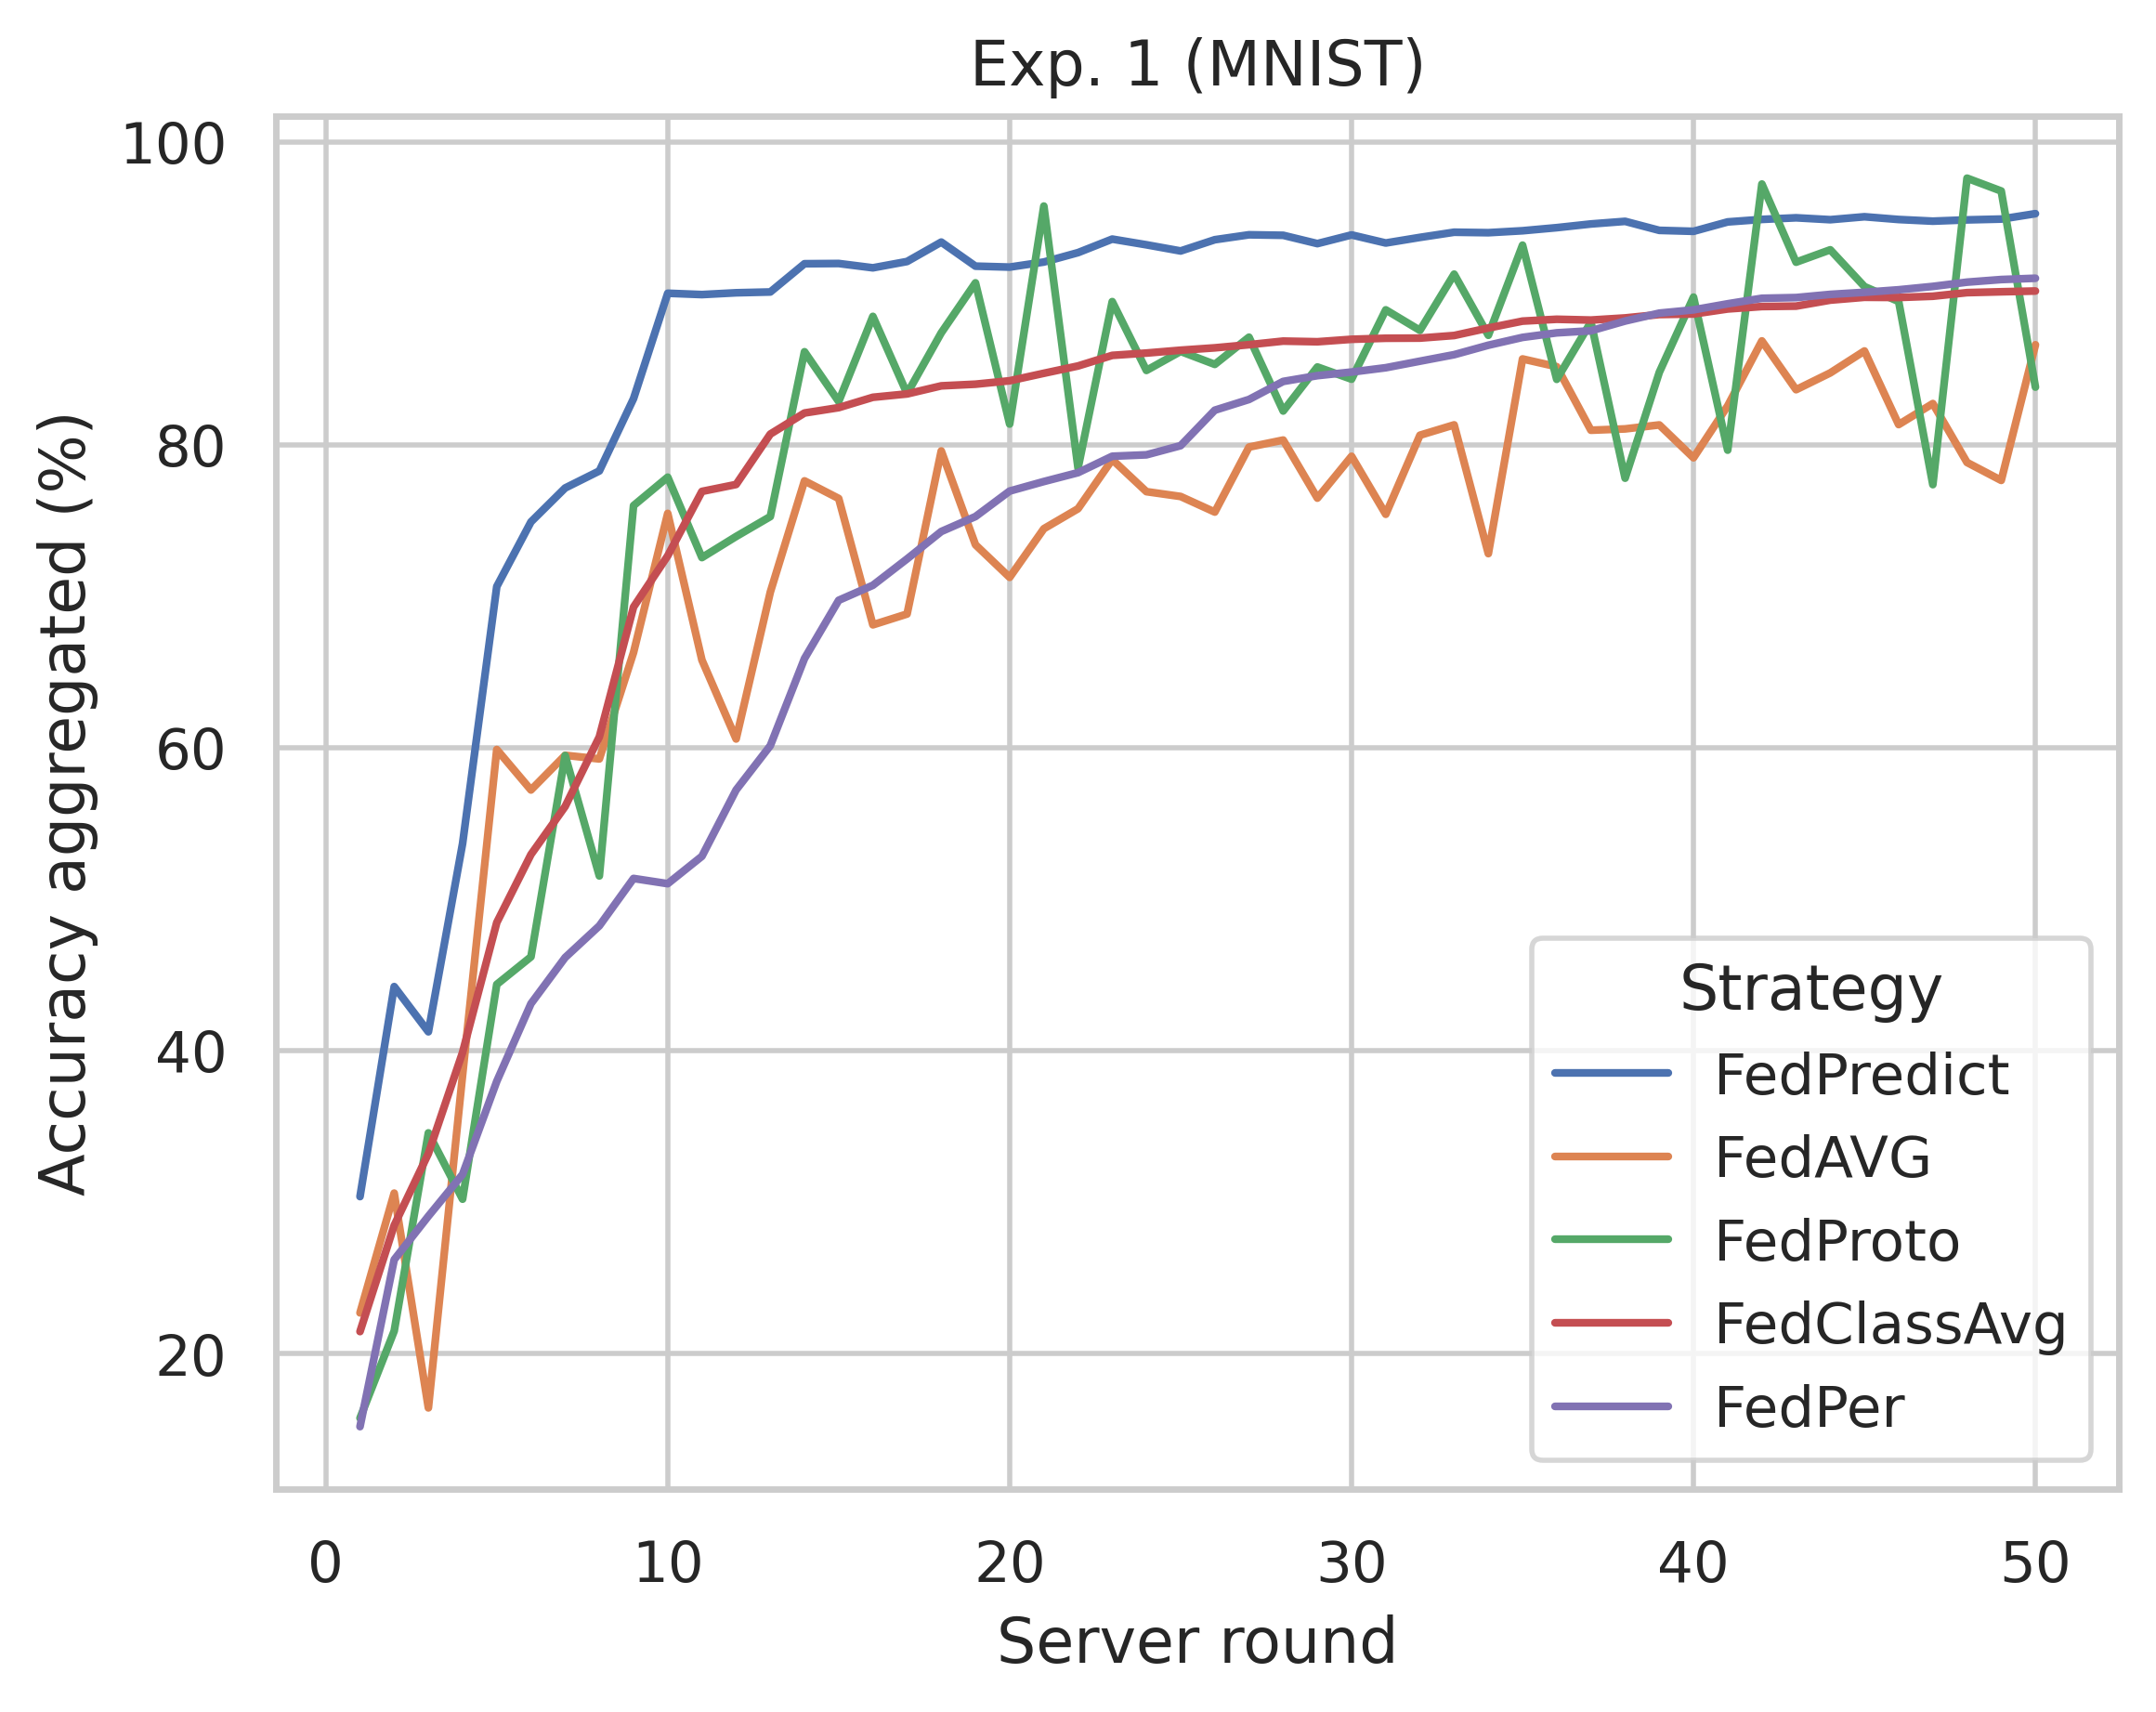 Exp. 1 (MNIST)
100
80
60
40
20
Accuracy aggregated (%)
0 10 20 30 40 50
Server round
Strategy
FedPredict
FedAVG
FedProto
FedClassAvg
FedPer